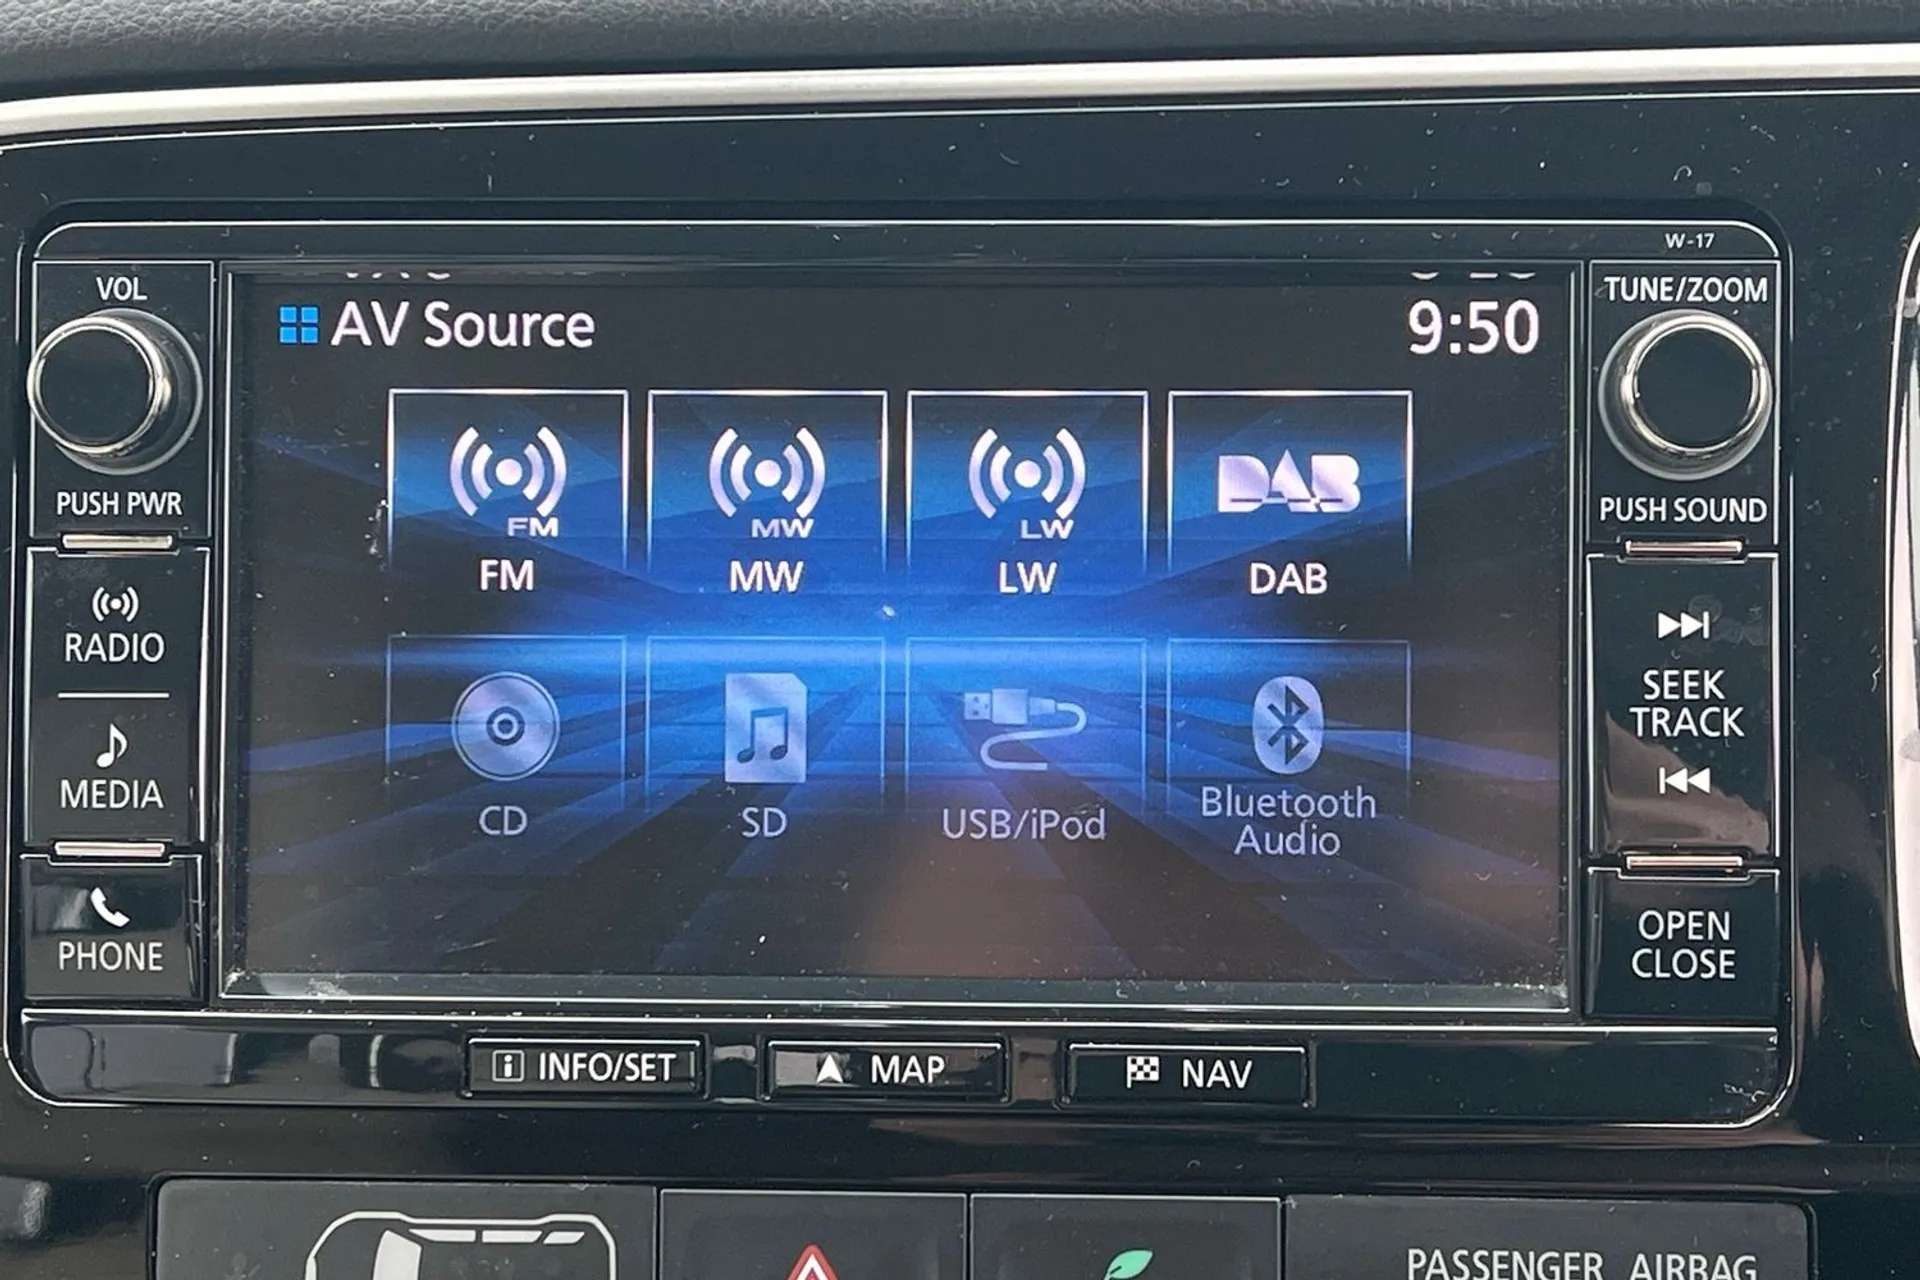 W-17
VOL
TUNE/ZOOM
AV Source
9:50
PUSH PWR
PUSH SOUND
FM
MW
LW
DAB
FM
MW
LW
DAB
RADIO
SEEK
TRACK
MEDIA
CD
SD
USB/iPod
Bluetooth
Audio
PHONE
OPEN
CLOSE
INFO/SET
MAP
NAV
PASSENGER AIRBAG